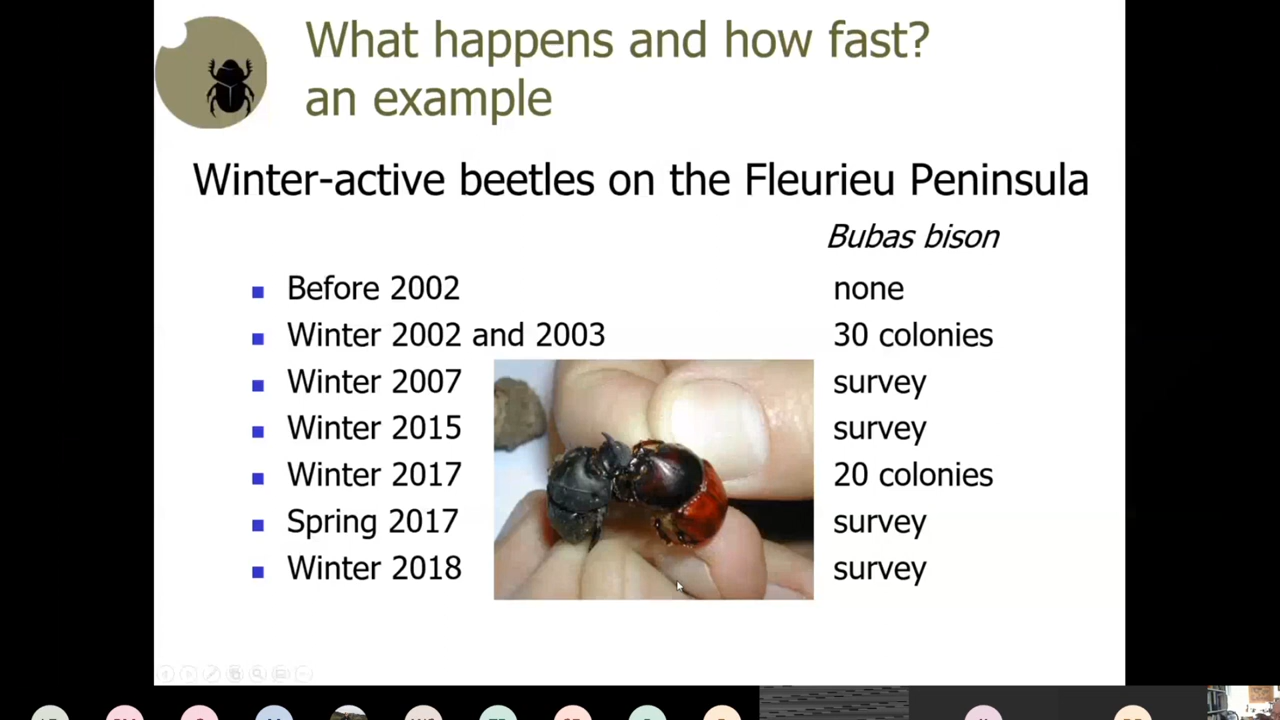 What happens and how fast?
an example
Winter-active beetles on the Fleurieu Peninsula
Bubas bison
Before 2002 none
Winter 2002 and 2003 30 colonies
Winter 2007 survey
Winter 2015 survey
Winter 2017 20 colonies
Spring 2017 survey
Winter 2018 survey